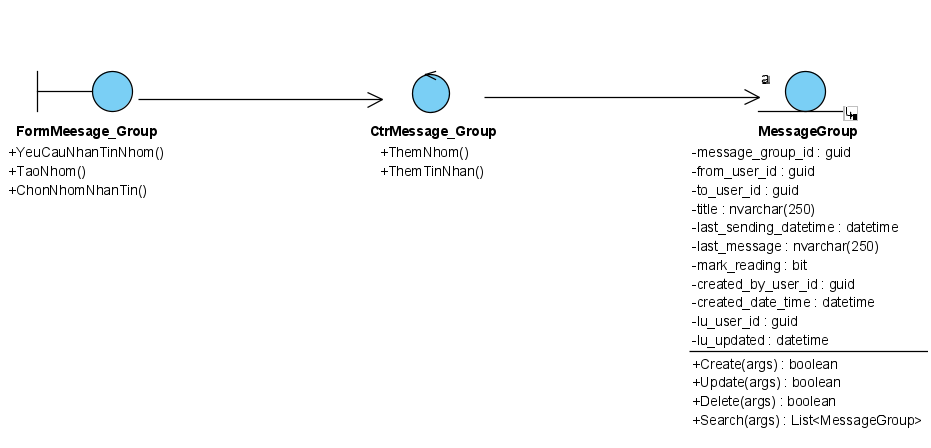 a
FormMeesage_Group
+YeuCauNhanTinNhom()
+TaoNhom()
+ChonNhomNhanTin()
CtrMessage_Group
+ThemNhom()
+ThemTinNhan()
MessageGroup
-message_group_id : guid
-from_user_id : guid
-to_user_id : guid
-title : nvarchar(250)
-last_sending_datetime : datetime
-last_message : nvarchar(250)
-mark_reading : bit
-created_by_user_id : guid
-created_date_time : datetime
-lu_user_id : guid
-lu_updated : datetime
+Create(args) : boolean
+Update(args) : boolean
+Delete(args) : boolean
+Search(args) : List<MessageGroup>